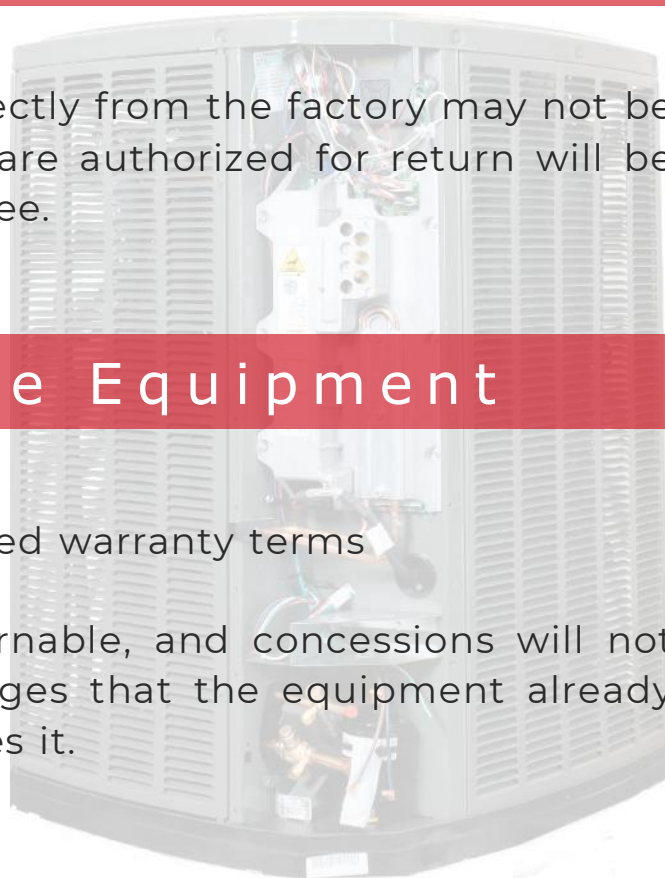 ectly from the factory may not be
are authorized for return will be
ee.
e Equipment
ed warranty terms
rnable, and concessions will not
ges that the equipment already
es it.